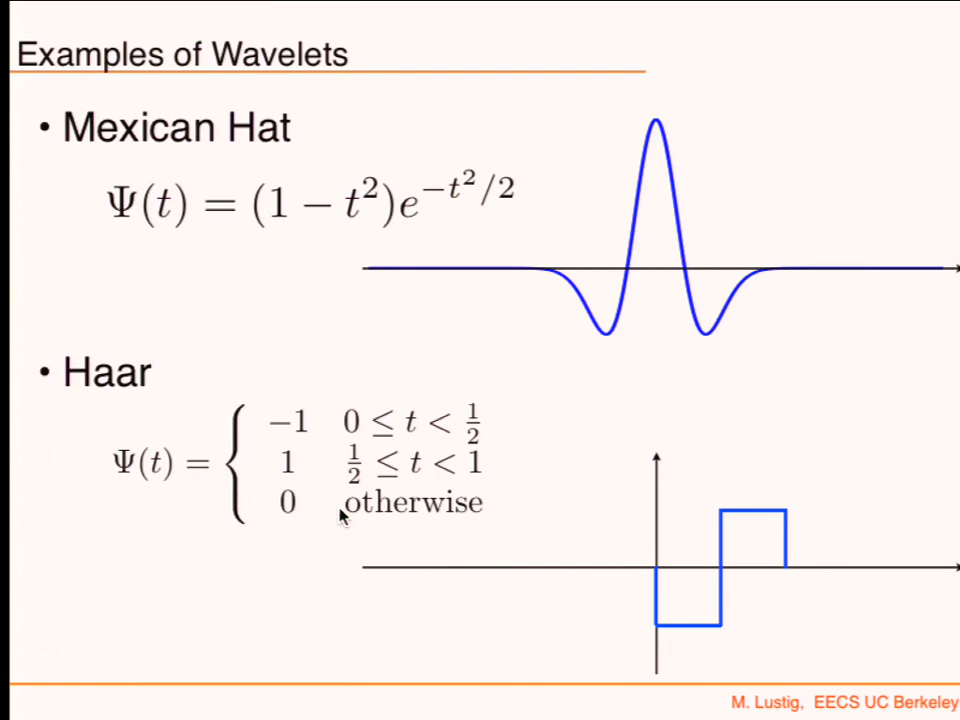 Examples of Wavelets
• Mexican Hat
Ψ(t) = (1 − t²)e^{−t²/2}
• Haar
Ψ(t) = { −1 0 ≤ t < 1/2
1 1/2 ≤ t < 1
0 otherwise
M. Lustig, EECS UC Berkeley